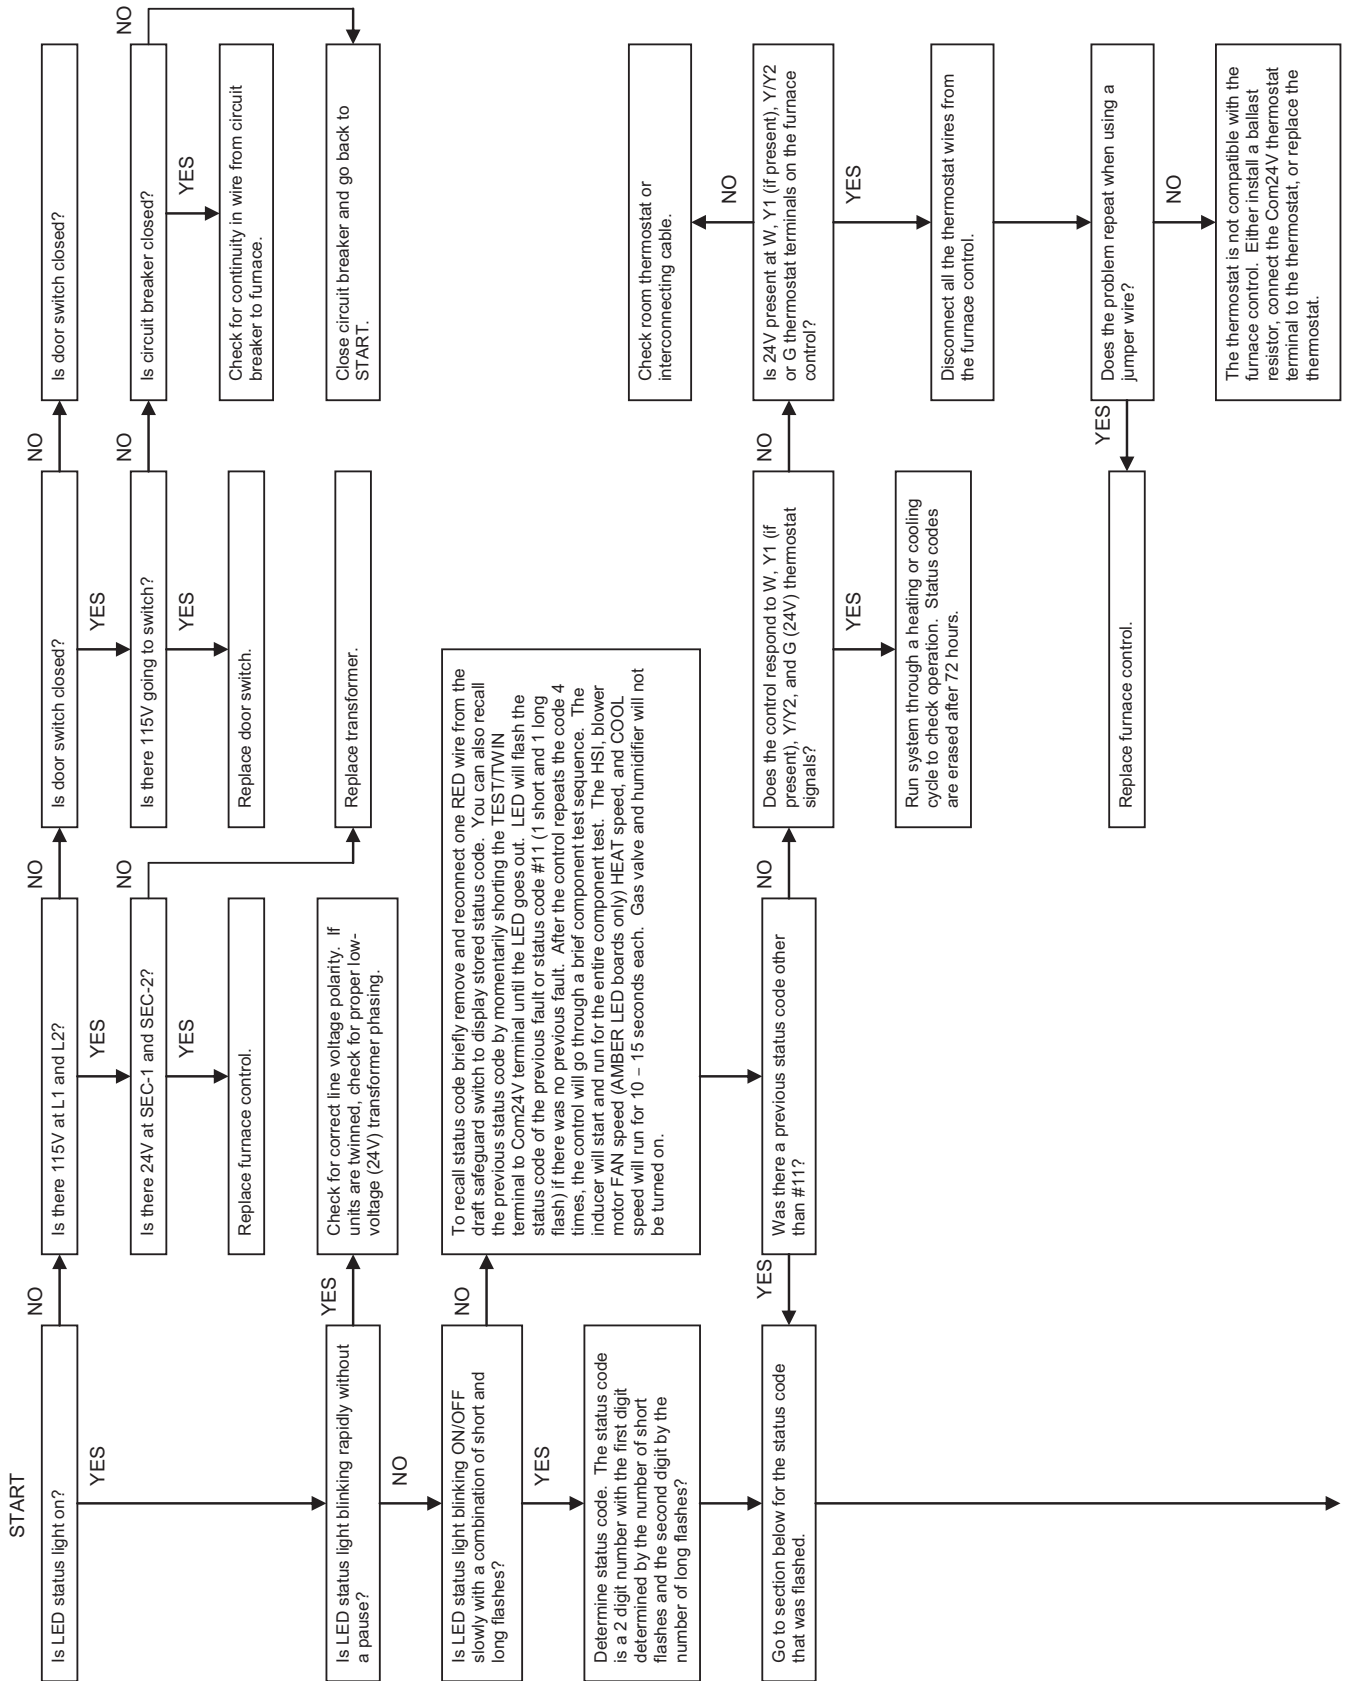 START
Is LED status light on?
NO
Is there 115V at L1 and L2?
NO
Is door switch closed?
NO
Is door switch closed?
YES
YES
YES
Is there 24V at SEC-1 and SEC-2?
NO
Is there 115V going to switch?
NO
Is circuit breaker closed?
NO
YES
YES
YES
Replace furnace control.
Replace door switch.
Check for continuity in wire from circuit
breaker to furnace.
Is LED status light blinking rapidly without
a pause?
YES
Check for correct line voltage polarity.  If
units are twinned, check for proper low-
voltage (24V) transformer phasing.
Replace transformer.
Close circuit breaker and go back to
START.
NO
Is LED status light blinking ON/OFF
slowly with a combination of short and
long flashes?
NO
To recall status code briefly remove and reconnect one RED wire from the
draft safeguard switch to display stored status code.  You can also recall
the previous status code by momentarily shorting the TEST/TWIN
terminal to Com24V terminal until the LED goes out.  LED will flash the
status code of the previous fault or status code #11 (1 short and 1 long
flash) if there was no previous fault.  After the control repeats the code 4
times, the control will go through a brief component test sequence.  The
inducer will start and run for the entire component test.  The HSI, blower
motor FAN speed (AMBER LED boards only) HEAT speed, and COOL
speed will run for 10 – 15 seconds each.  Gas valve and humidifier will not
be turned on.
YES
Determine status code.  The status code
is a 2 digit number with the first digit
determined by the number of short
flashes and the second digit by the
number of long flashes?
Check room thermostat or
interconnecting cable.
NO
Go to section below for the status code
that was flashed.
YES
Was there a previous status code other
than #11?
NO
Does the control respond to W, Y1 (if
present), Y/Y2, and G (24V) thermostat
signals?
NO
Is 24V present at W, Y1 (if present), Y/Y2
or G thermostat terminals on the furnace
control?
YES
YES
Run system through a heating or cooling
cycle to check operation.  Status codes
are erased after 72 hours.
Disconnect all the thermostat wires from
the furnace control.
Replace furnace control.
YES
Does the problem repeat when using a
jumper wire?
NO
The thermostat is not compatible with the
furnace control.  Either install a ballast
resistor, connect the Com24V thermostat
terminal to the thermostat, or replace the
thermostat.